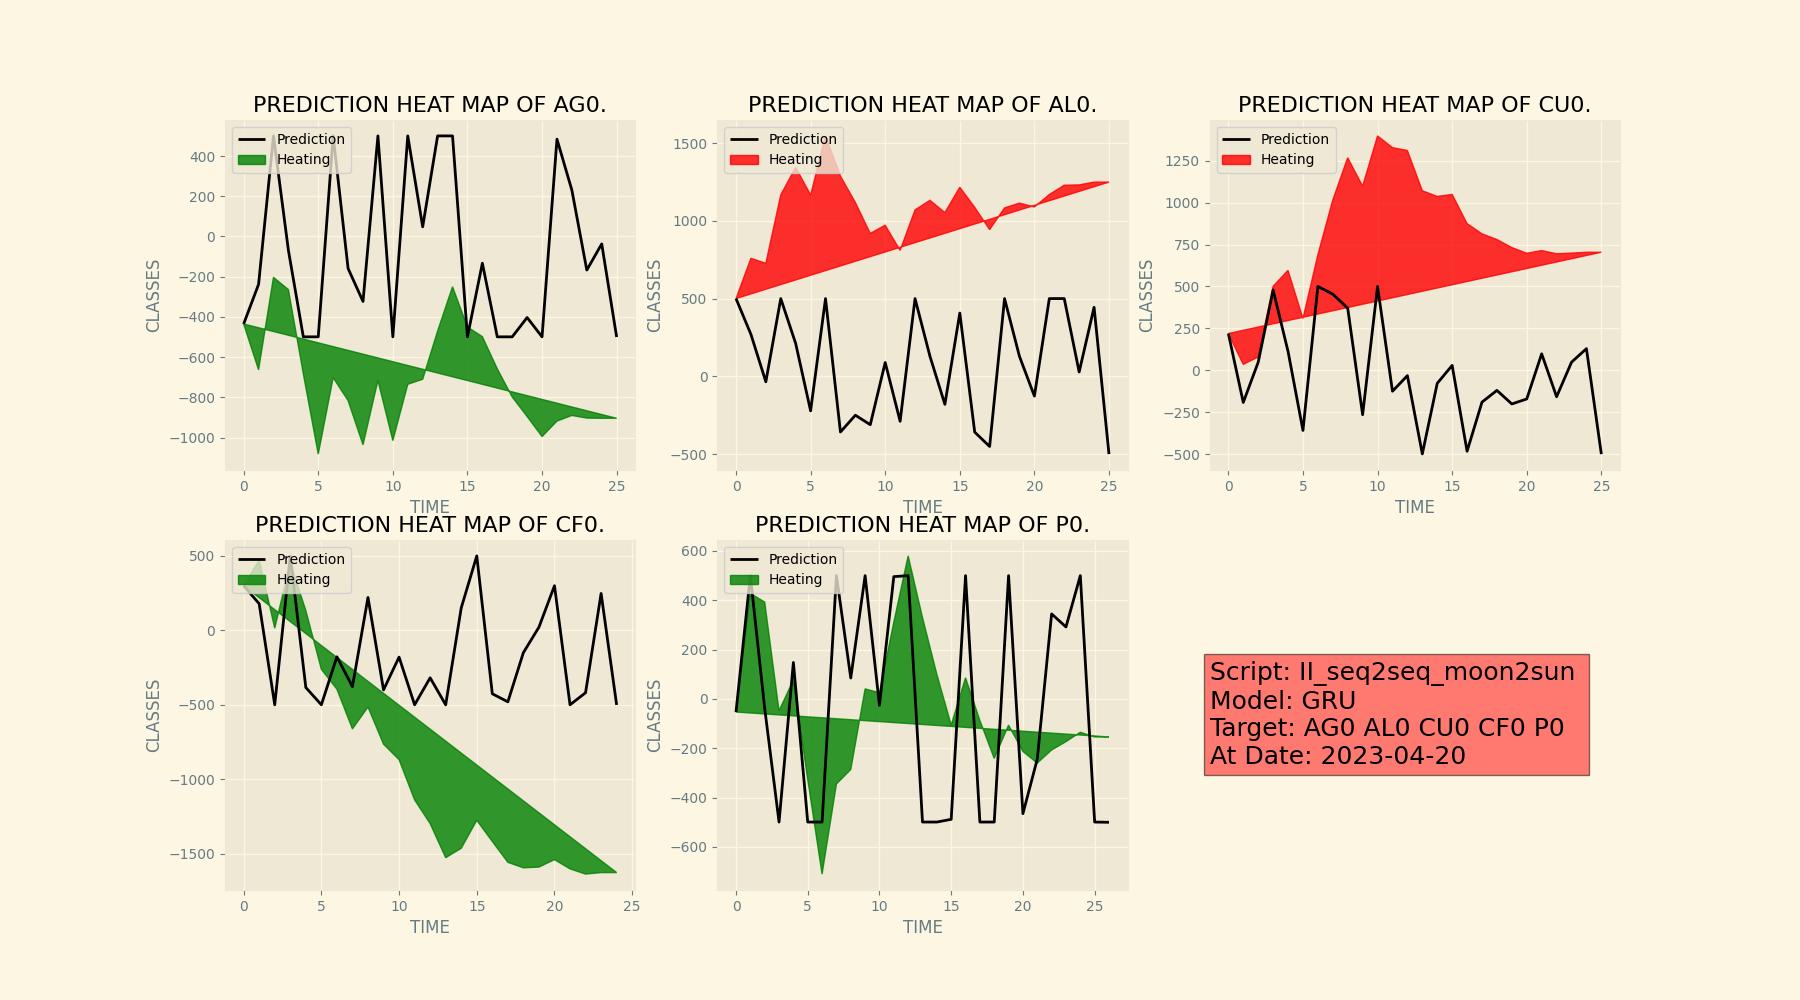 PREDICTION HEAT MAP OF AG0.
Prediction
Heating
400
200
0
−200
−400
−600
−800
−1000
CLASSES
0 5 10 15 20 25
TIME
PREDICTION HEAT MAP OF AL0.
Prediction
Heating
1500
1000
500
0
−500
CLASSES
0 5 10 15 20 25
TIME
PREDICTION HEAT MAP OF CU0.
Prediction
Heating
1250
1000
750
500
250
0
−250
−500
CLASSES
0 5 10 15 20 25
TIME
PREDICTION HEAT MAP OF CF0.
Prediction
Heating
500
0
−500
−1000
−1500
CLASSES
0 5 10 15 20 25
TIME
PREDICTION HEAT MAP OF P0.
Prediction
Heating
600
400
200
0
−200
−400
−600
CLASSES
0 5 10 15 20 25
TIME
Script: II_seq2seq_moon2sun
Model: GRU
Target: AG0 AL0 CU0 CF0 P0
At Date: 2023-04-20